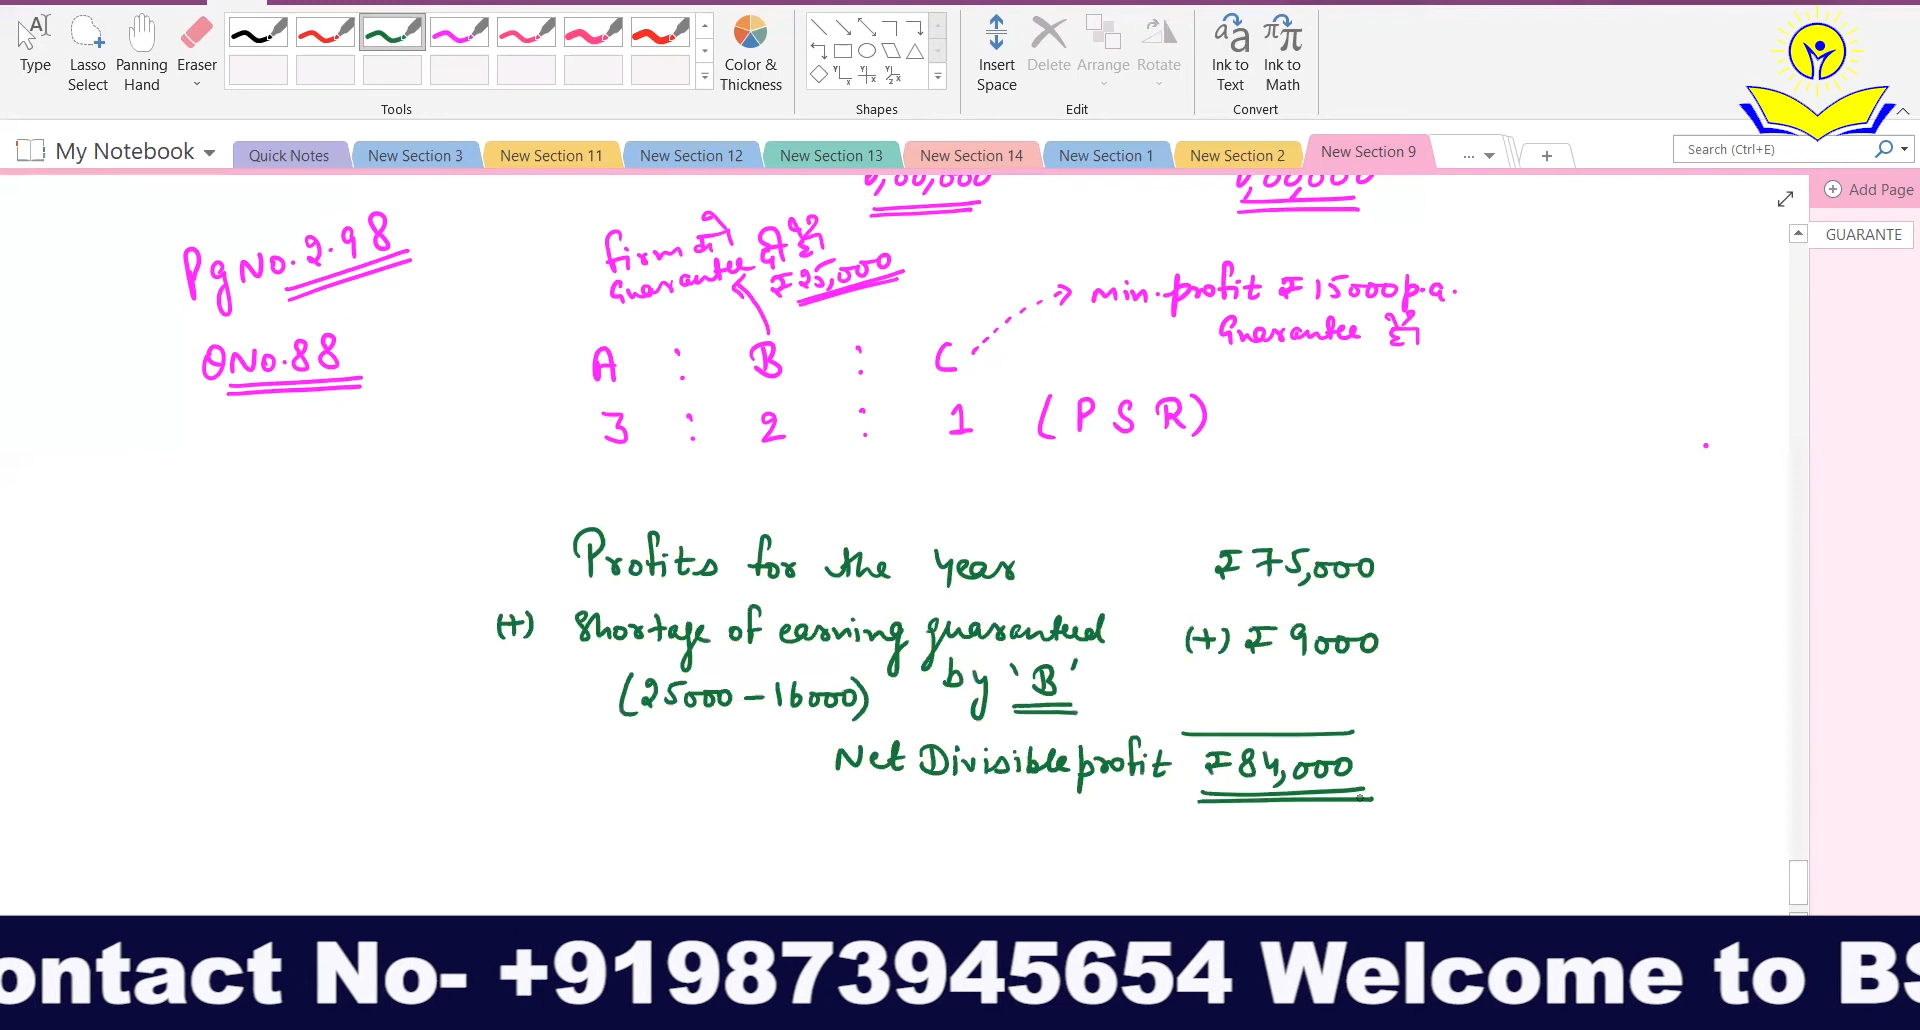 Type
Lasso Select
Panning Hand
Eraser
Color & Thickness
Insert Space
Delete
Arrange
Rotate
Ink to Text
Ink to Math
Tools
Shapes
Edit
Convert
My Notebook
Quick Notes
New Section 3
New Section 11
New Section 12
New Section 13
New Section 14
New Section 1
New Section 2
New Section 9
...
Search (Ctrl+E)
Add Page
GUARANTE
Pg No. 2.98
firm को
Guarantee दी है
₹25,000
min. profit ₹15000 p.a.
Guarantee है
Q No. 88
A : B : C
3 : 2 : 1 (PSR)
Profits for the year ₹75,000
(+) Shortage of earning guaranteed (+) ₹9000
by 'B'
(25000 - 16000)
Net Divisible profit ₹84,000
ontact No- +919873945654 Welcome to BS